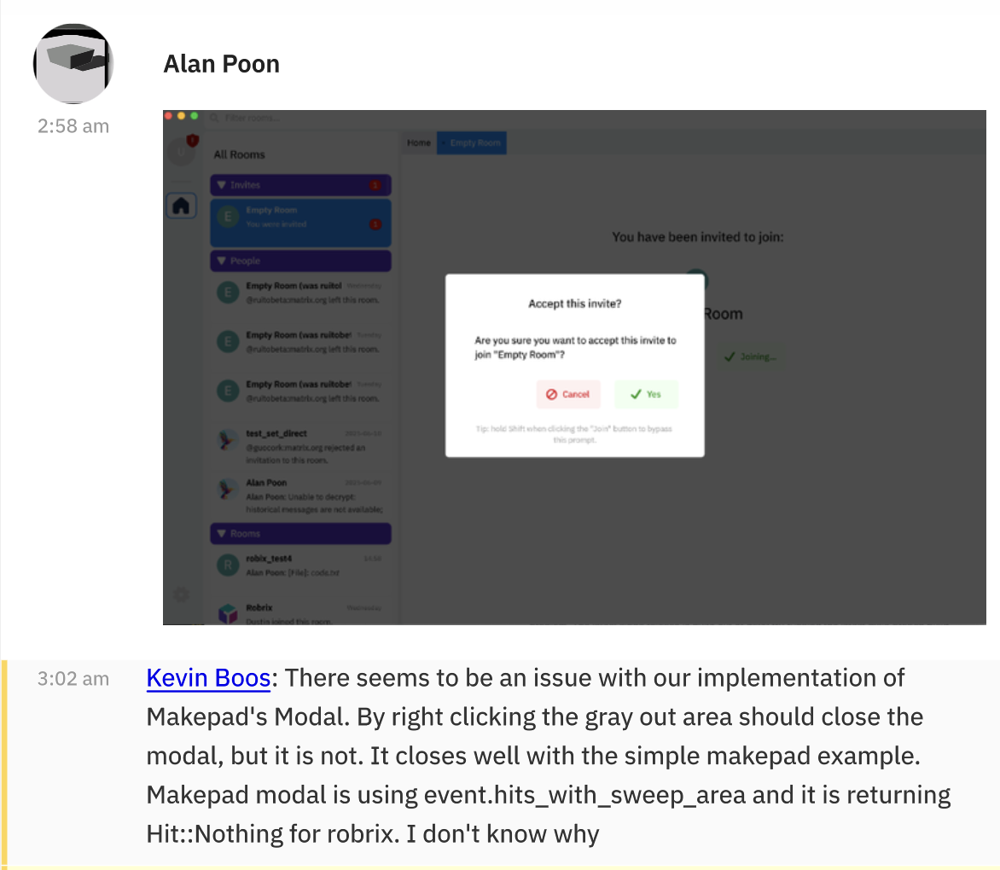 Alan Poon
2:58 am
Filter rooms...
All Rooms
Home
Empty Room
Invites
1
E
Empty Room
You were invited
1
People
E
Empty Room (was ruitol
Wednesday
@ruitobeta:matrix.org left this room.
E
Empty Room (was ruitobe
@ruitobeta:matrix.org left this room.
E
Empty Room (was ruitobe
@ruitobeta:matrix.org left this room.
test_set_direct
@guocork:matrix.org rejected an
invitation to this room.
Alan Poon
Alan Poon: Unable to decrypt:
historical messages are not available;
Rooms
R
robix_test4
Alan Poon: [File]: code.txt
Robrix
Wednesday
Dustin joined this room.
You have been invited to join:
Room
Joining...
Accept this invite?
Are you sure you want to accept this invite to
join "Empty Room"?
Cancel
Yes
Tip: hold Shift when clicking the "Join" button to bypass
this prompt.
3:02 am
Kevin Boos: There seems to be an issue with our implementation of
Makepad's Modal. By right clicking the gray out area should close the
modal, but it is not. It closes well with the simple makepad example.
Makepad modal is using event.hits_with_sweep_area and it is returning
Hit::Nothing for robrix. I don't know why